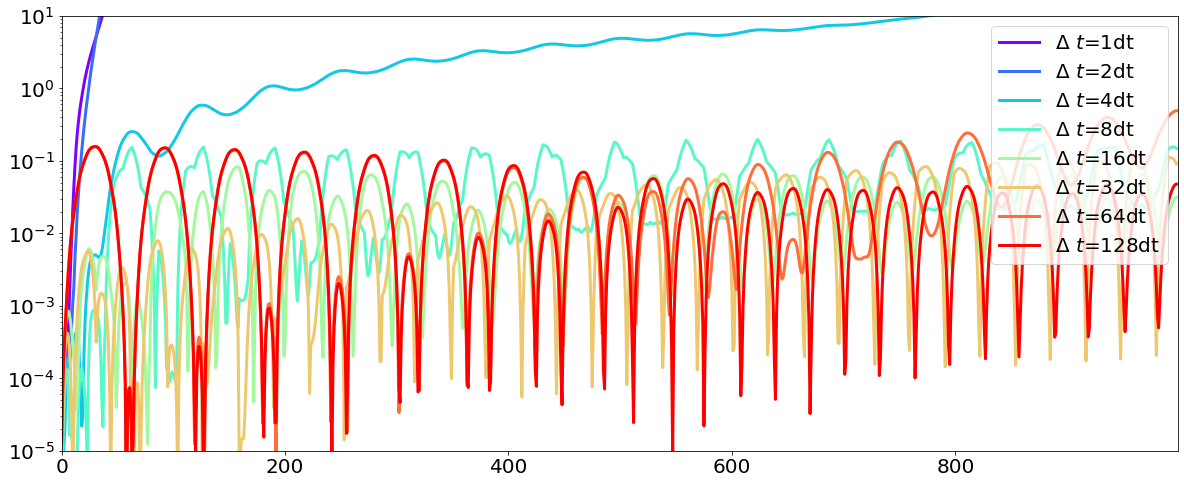 10¹
10⁰
10⁻¹
10⁻²
10⁻³
10⁻⁴
10⁻⁵
0
200
400
600
800
Δ t=1dt
Δ t=2dt
Δ t=4dt
Δ t=8dt
Δ t=16dt
Δ t=32dt
Δ t=64dt
Δ t=128dt